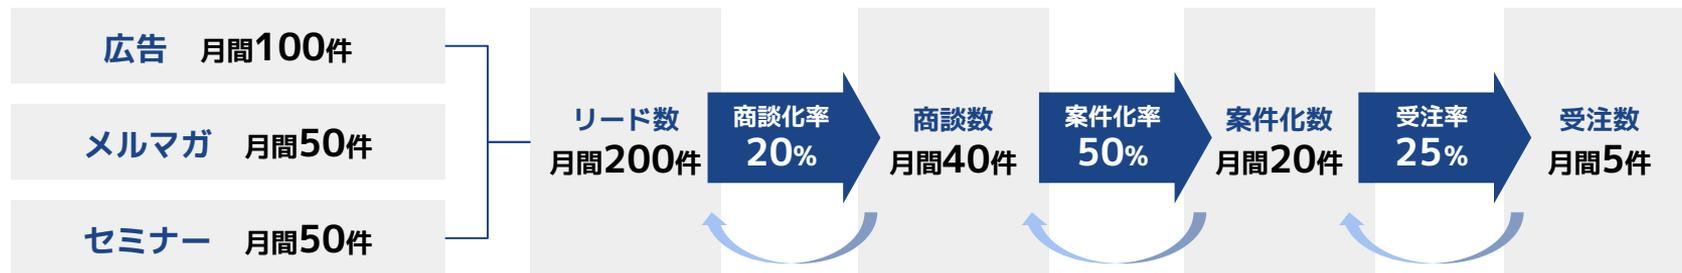 広告 月間100件
メルマガ 月間50件
セミナー 月間50件
リード数
月間200件
商談化率
20%
商談数
月間40件
案件化率
50%
案件化数
月間20件
受注率
25%
受注数
月間5件